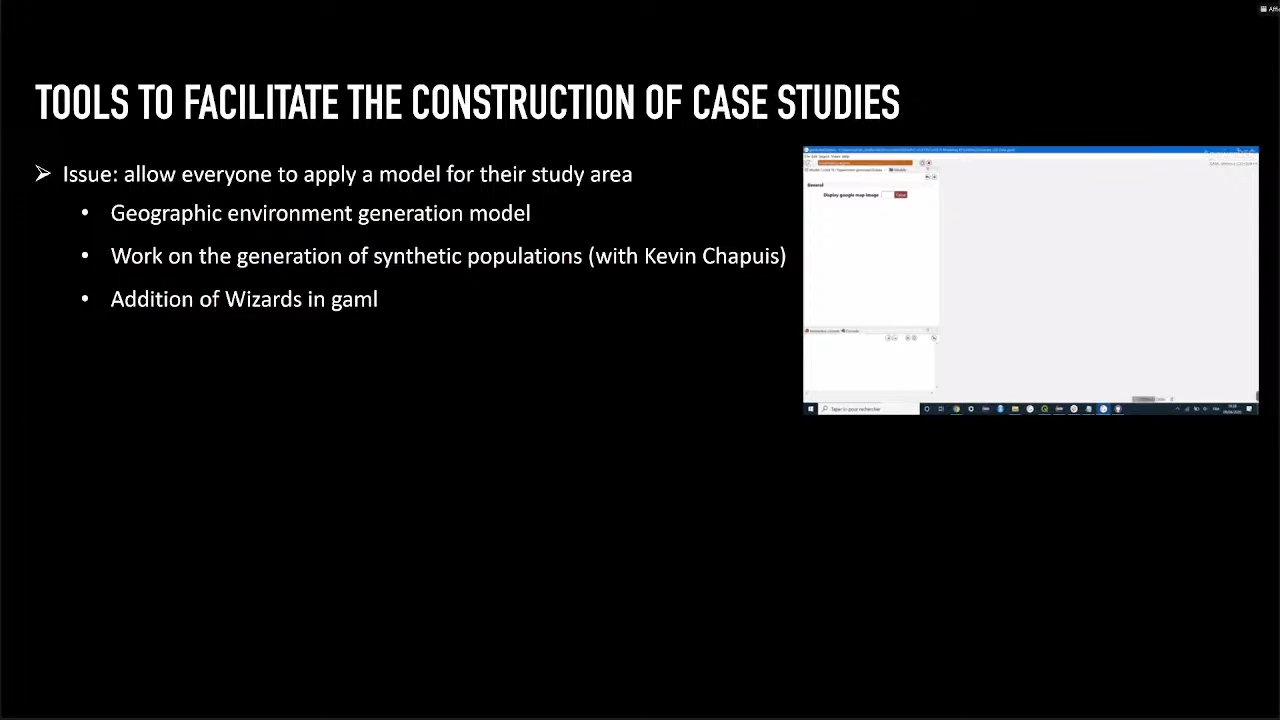 TOOLS TO FACILITATE THE CONSTRUCTION OF CASE STUDIES
Issue: allow everyone to apply a model for their study area
Geographic environment generation model
Work on the generation of synthetic populations (with Kevin Chapuis)
Addition of Wizards in gaml
General
Display google map image